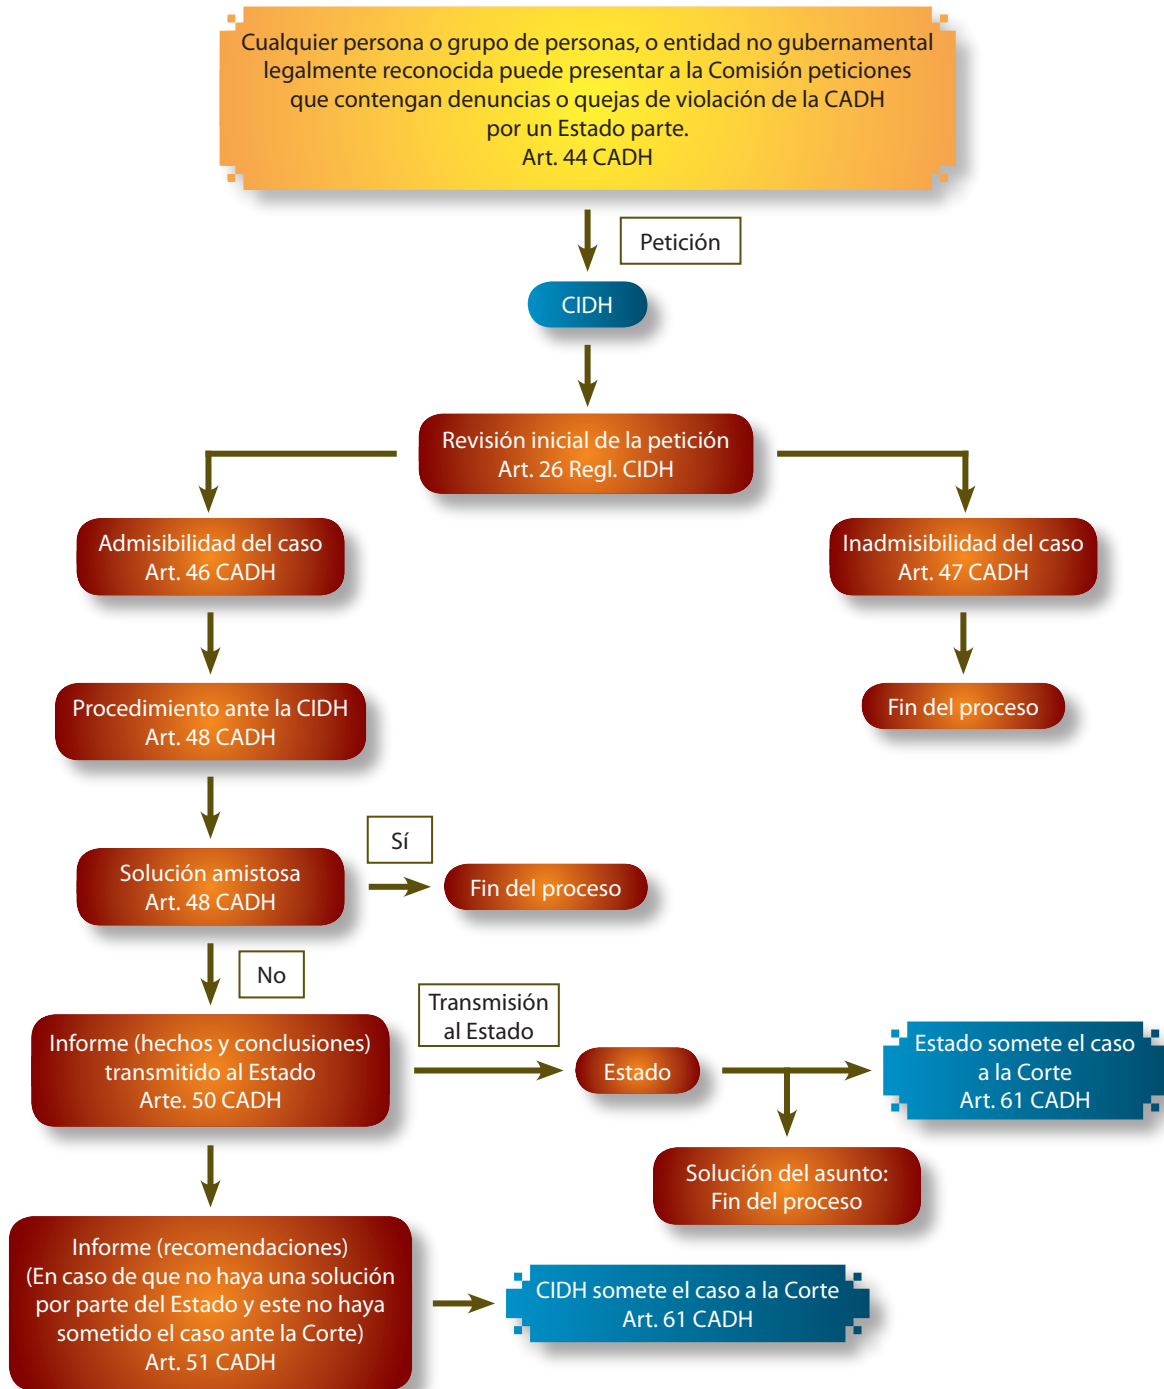 Cualquier persona o grupo de personas, o entidad no gubernamental
legalmente reconocida puede presentar a la Comisión peticiones
que contengan denuncias o quejas de violación de la CADH
por un Estado parte.
Art. 44 CADH
Petición
CIDH
Revisión inicial de la petición
Art. 26 Regl. CIDH
Admisibilidad del caso
Art. 46 CADH
Inadmisibilidad del caso
Art. 47 CADH
Procedimiento ante la CIDH
Art. 48 CADH
Fin del proceso
Sí
Solución amistosa
Art. 48 CADH
Fin del proceso
No
Transmisión
al Estado
Informe (hechos y conclusiones)
transmitido al Estado
Arte. 50 CADH
Estado
Estado somete el caso
a la Corte
Art. 61 CADH
Solución del asunto:
Fin del proceso
Informe (recomendaciones)
(En caso de que no haya una solución
por parte del Estado y este no haya
sometido el caso ante la Corte)
Art. 51 CADH
CIDH somete el caso a la Corte
Art. 61 CADH